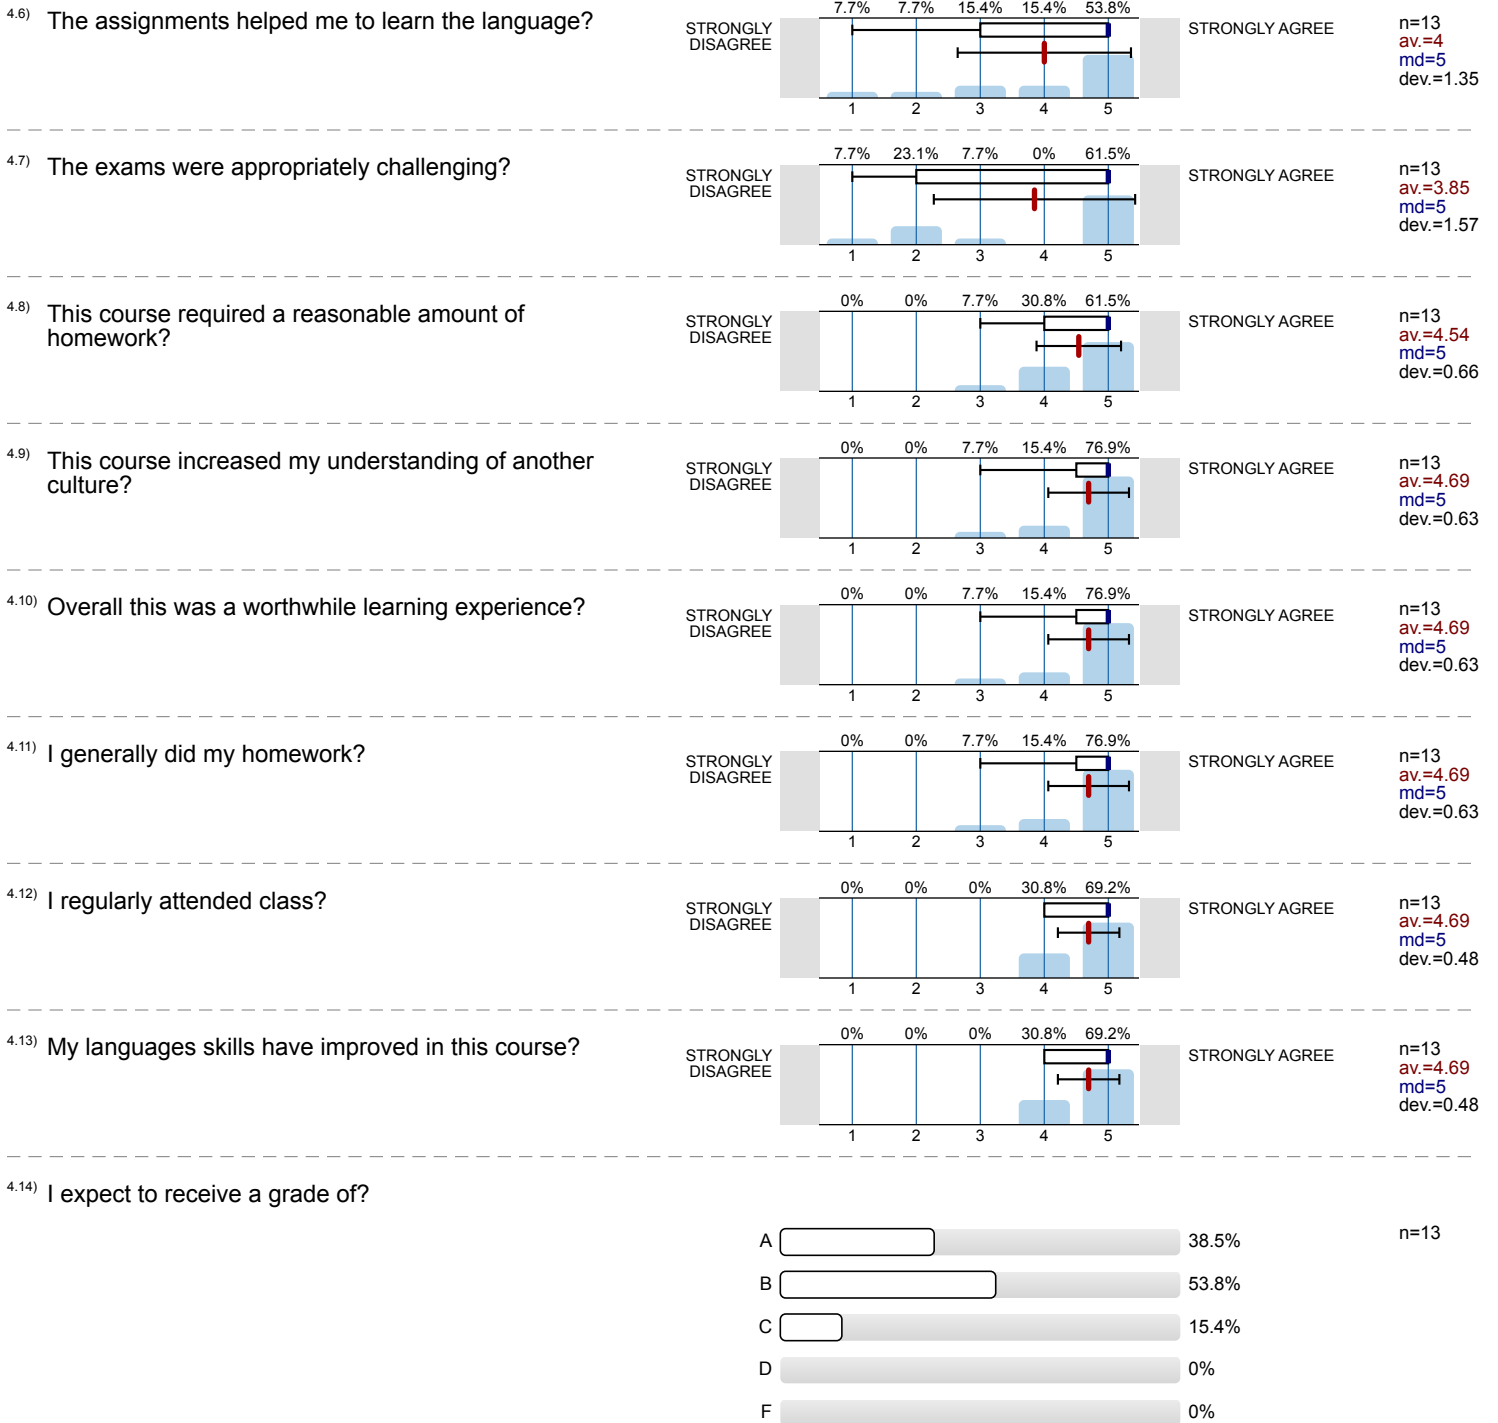 4.6) The assignments helped me to learn the language?
7.7% 7.7% 15.4% 15.4% 53.8%
STRONGLY
DISAGREE
STRONGLY AGREE
1 2 3 4 5
n=13
av.=4
md=5
dev.=1.35
4.7) The exams were appropriately challenging?
7.7% 23.1% 7.7% 0% 61.5%
STRONGLY
DISAGREE
STRONGLY AGREE
1 2 3 4 5
n=13
av.=3.85
md=5
dev.=1.57
4.8) This course required a reasonable amount of
homework?
0% 0% 7.7% 30.8% 61.5%
STRONGLY
DISAGREE
STRONGLY AGREE
1 2 3 4 5
n=13
av.=4.54
md=5
dev.=0.66
4.9) This course increased my understanding of another
culture?
0% 0% 7.7% 15.4% 76.9%
STRONGLY
DISAGREE
STRONGLY AGREE
1 2 3 4 5
n=13
av.=4.69
md=5
dev.=0.63
4.10) Overall this was a worthwhile learning experience?
0% 0% 7.7% 15.4% 76.9%
STRONGLY
DISAGREE
STRONGLY AGREE
1 2 3 4 5
n=13
av.=4.69
md=5
dev.=0.63
4.11) I generally did my homework?
0% 0% 7.7% 15.4% 76.9%
STRONGLY
DISAGREE
STRONGLY AGREE
1 2 3 4 5
n=13
av.=4.69
md=5
dev.=0.63
4.12) I regularly attended class?
0% 0% 0% 30.8% 69.2%
STRONGLY
DISAGREE
STRONGLY AGREE
1 2 3 4 5
n=13
av.=4.69
md=5
dev.=0.48
4.13) My languages skills have improved in this course?
0% 0% 0% 30.8% 69.2%
STRONGLY
DISAGREE
STRONGLY AGREE
1 2 3 4 5
n=13
av.=4.69
md=5
dev.=0.48
4.14) I expect to receive a grade of?
n=13
A 38.5%
B 53.8%
C 15.4%
D 0%
F 0%